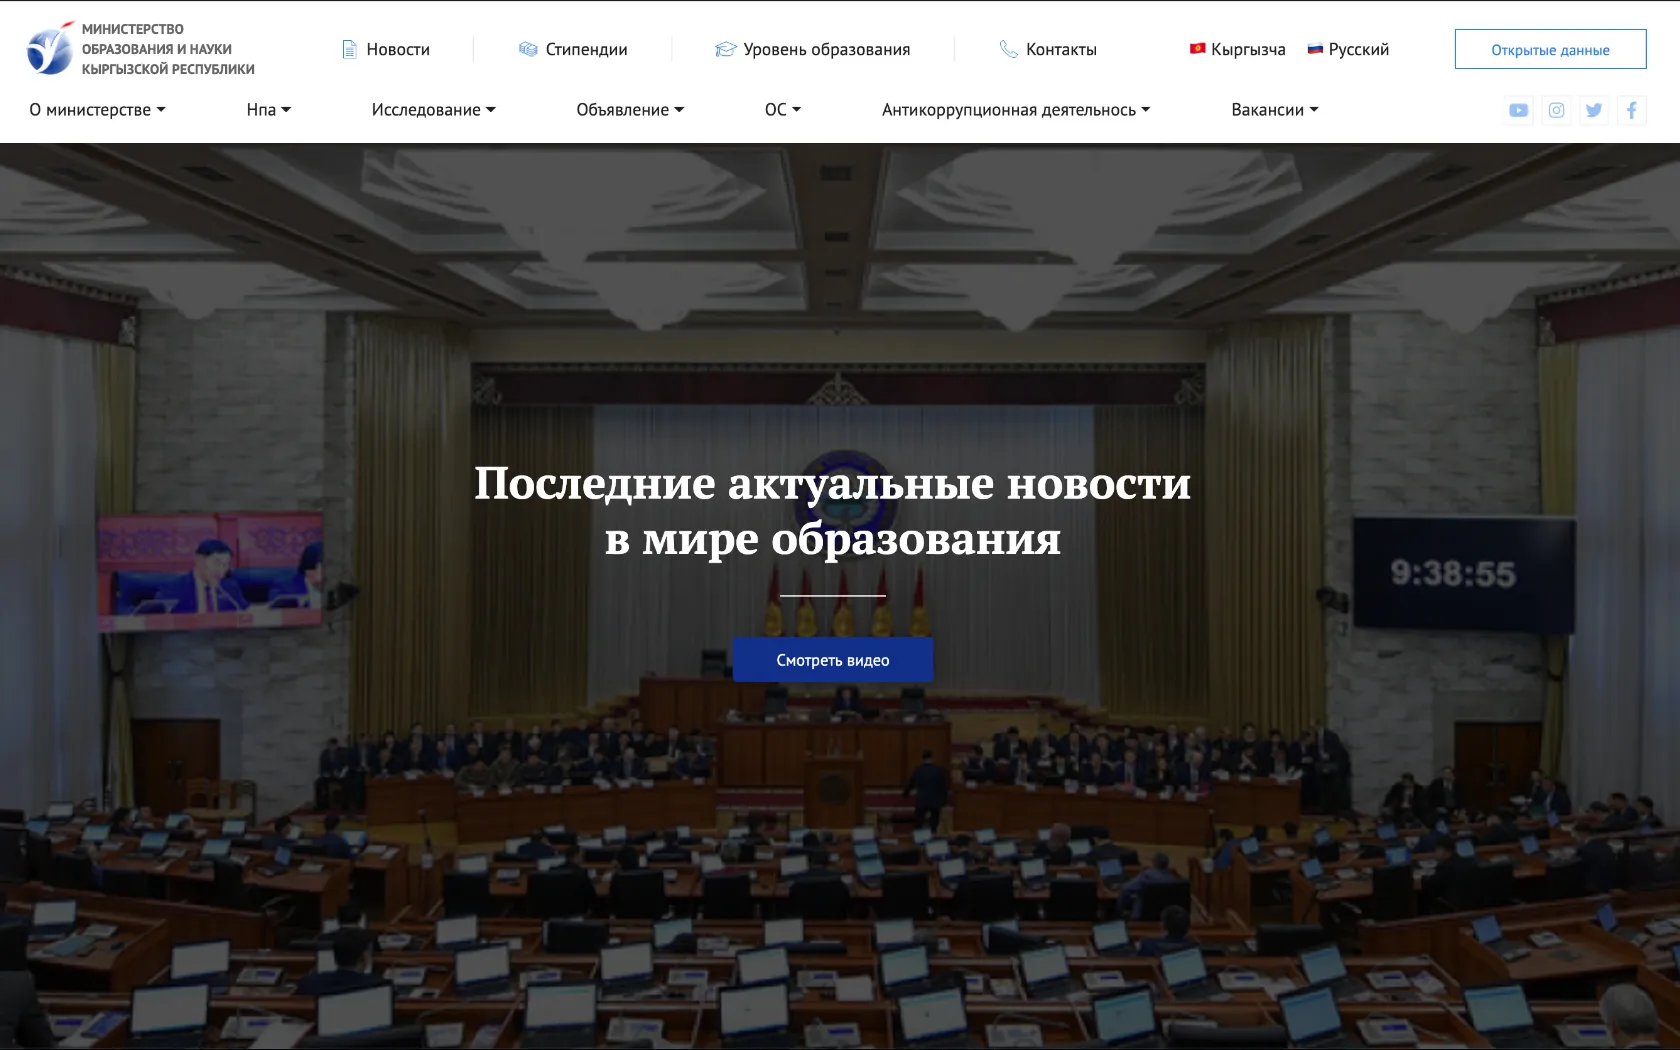 МИНИСТЕРСТВО
ОБРАЗОВАНИЯ И НАУКИ
КЫРГЫЗСКОЙ РЕСПУБЛИКИ
Новости
Стипендии
Уровень образования
Контакты
Кыргызча
Русский
Открытые данные
О министерстве
Нпа
Исследование
Объявление
ОС
Антикоррупционная деятельнось
Вакансии
Последние актуальные новости
в мире образования
9:38:55
Смотреть видео